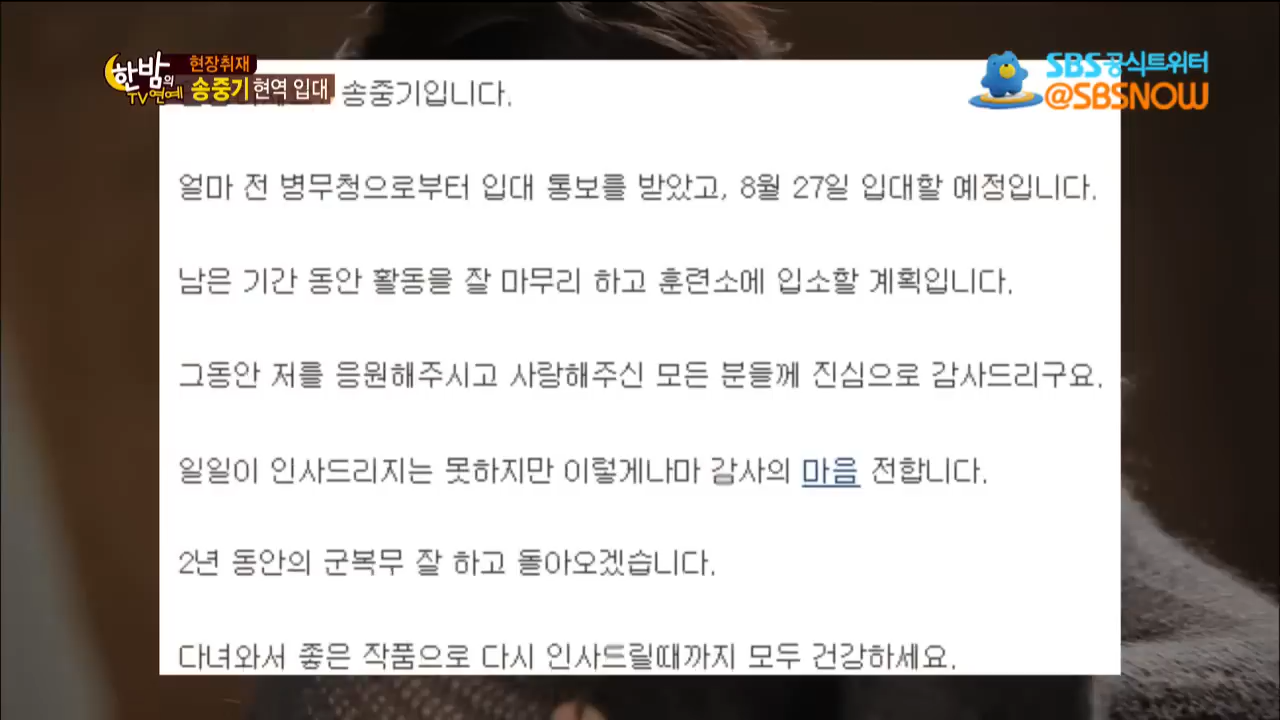 한밤의
TV연예
현장취재
송중기 현역 입대
SBS 공식트위터
@SBSNOW
송중기입니다.
얼마 전 병무청으로부터 입대 통보를 받았고, 8월 27일 입대할 예정입니다.
남은 기간 동안 활동을 잘 마무리 하고 훈련소에 입소할 계획입니다.
그동안 저를 응원해주시고 사랑해주신 모든 분들께 진심으로 감사드리구요.
일일이 인사드리지는 못하지만 이렇게나마 감사의 마음 전합니다.
2년 동안의 군복무 잘 하고 돌아오겠습니다.
다녀와서 좋은 작품으로 다시 인사드릴때까지 모두 건강하세요.